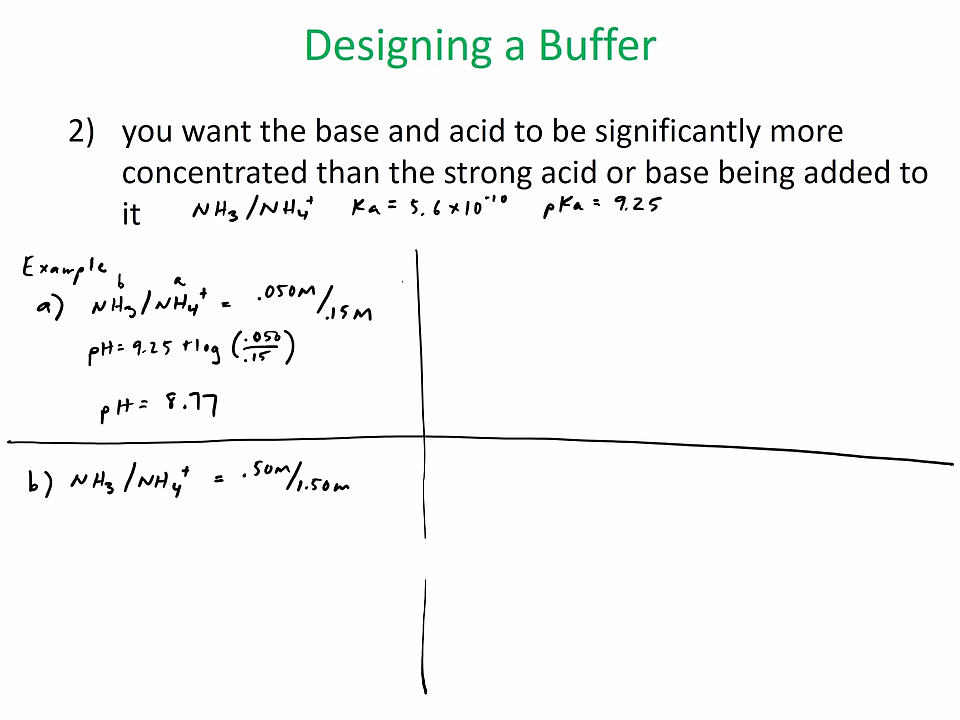 Designing a Buffer
2) you want the base and acid to be significantly more
concentrated than the strong acid or base being added to
it NH₃/NH₄⁺ Ka = 5.6 x 10⁻¹⁰ pKa = 9.25
Example
b a
a) NH₃/NH₄⁺ = .050M/.15M
pH = 9.25 + log (.050/.15)
pH = 8.77
b) NH₃/NH₄⁺ = .50M/1.50M